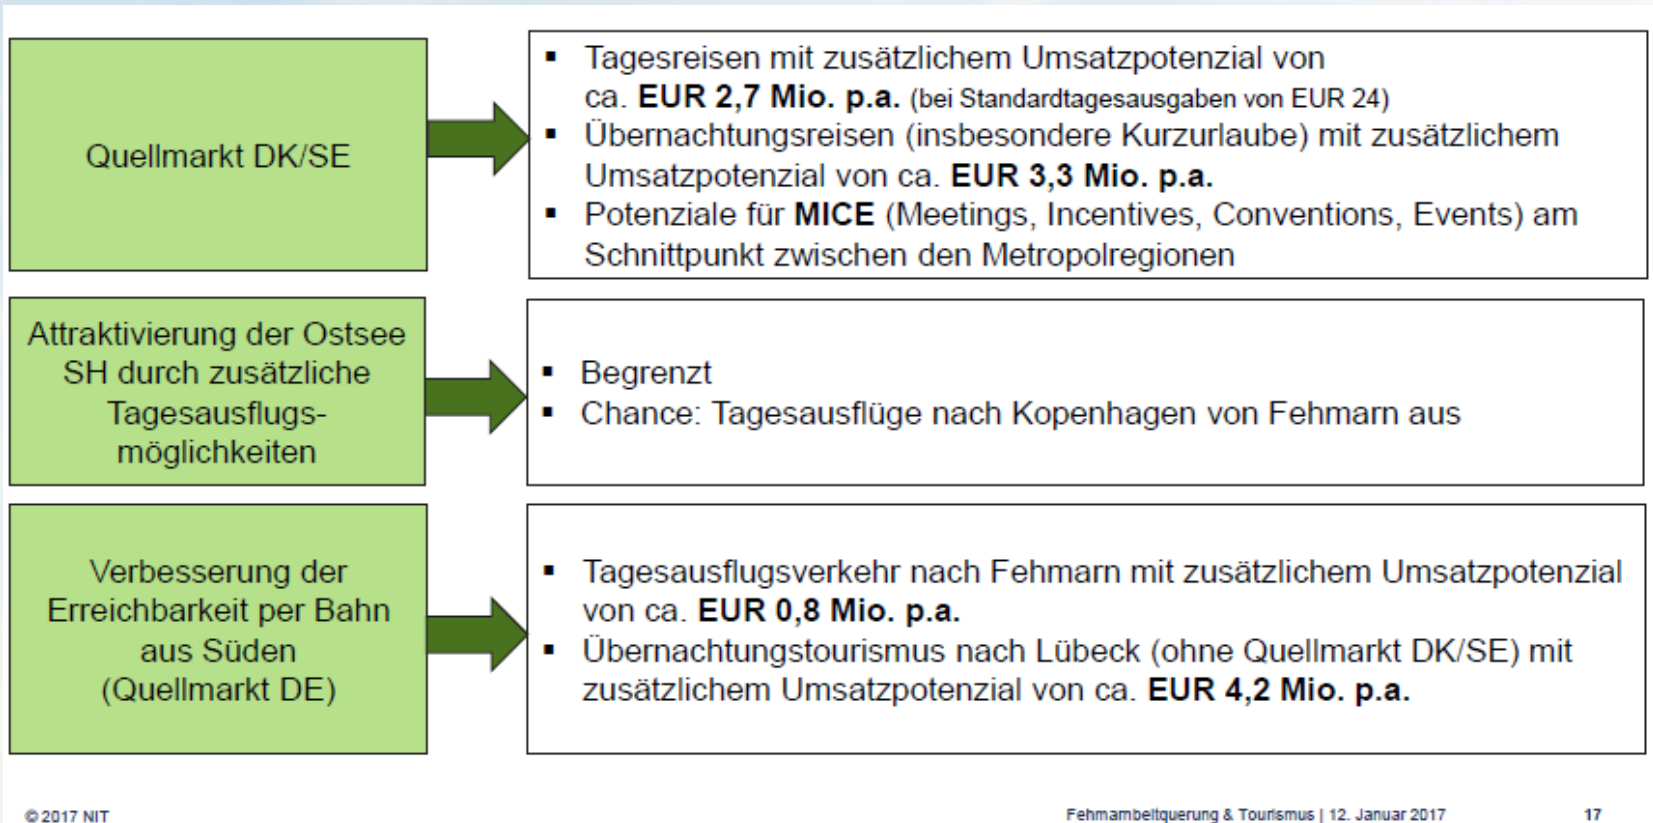 Quellmarkt DK/SE
▪ Tagesreisen mit zusätzlichem Umsatzpotenzial von
ca. EUR 2,7 Mio. p.a. (bei Standardtagesausgaben von EUR 24)
▪ Übernachtungsreisen (insbesondere Kurzurlaube) mit zusätzlichem
Umsatzpotenzial von ca. EUR 3,3 Mio. p.a.
▪ Potenziale für MICE (Meetings, Incentives, Conventions, Events) am
Schnittpunkt zwischen den Metropolregionen
Attraktivierung der Ostsee
SH durch zusätzliche
Tagesausflugs-
möglichkeiten
▪ Begrenzt
▪ Chance: Tagesausflüge nach Kopenhagen von Fehmarn aus
Verbesserung der
Erreichbarkeit per Bahn
aus Süden
(Quellmarkt DE)
▪ Tagesausflugsverkehr nach Fehmarn mit zusätzlichem Umsatzpotenzial
von ca. EUR 0,8 Mio. p.a.
▪ Übernachtungstourismus nach Lübeck (ohne Quellmarkt DK/SE) mit
zusätzlichem Umsatzpotenzial von ca. EUR 4,2 Mio. p.a.
© 2017 NIT
Fehmarnbeltquerung & Tourismus | 12. Januar 2017
17